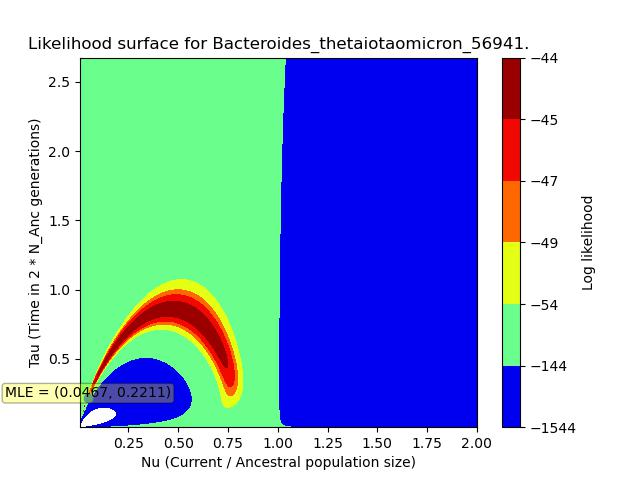 Likelihood surface for Bacteroides_thetaiotaomicron_56941.
Tau (Time in 2 * N_Anc generations)
2.5
2.0
1.5
1.0
0.5
MLE = (0.0467, 0.2211)
0.25 0.50 0.75 1.00 1.25 1.50 1.75 2.00
Nu (Current / Ancestral population size)
−44
−45
−47
−49
−54
−144
−1544
Log likelihood